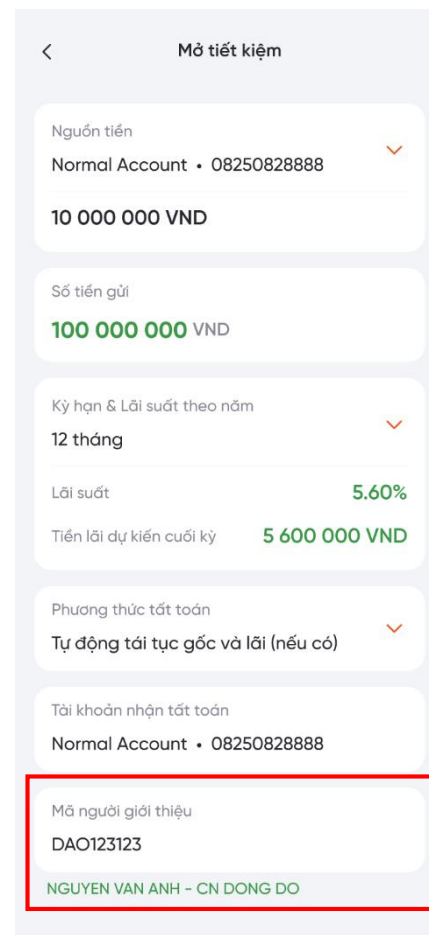 Mở tiết kiệm
Nguồn tiền
Normal Account • 08250828888
10 000 000 VND
Số tiền gửi
100 000 000 VND
Kỳ hạn & Lãi suất theo năm
12 tháng
Lãi suất 5.60%
Tiền lãi dự kiến cuối kỳ 5 600 000 VND
Phương thức tất toán
Tự động tái tục gốc và lãi (nếu có)
Tài khoản nhận tất toán
Normal Account • 08250828888
Mã người giới thiệu
DAO123123
NGUYEN VAN ANH - CN DONG DO